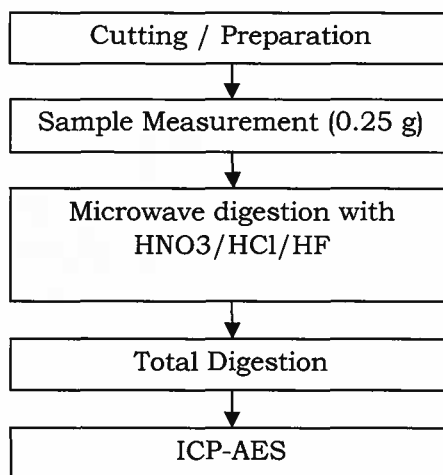 Cutting / Preparation
Sample Measurement (0.25 g)
Microwave digestion with
HNO3/HCl/HF
Total Digestion
ICP-AES